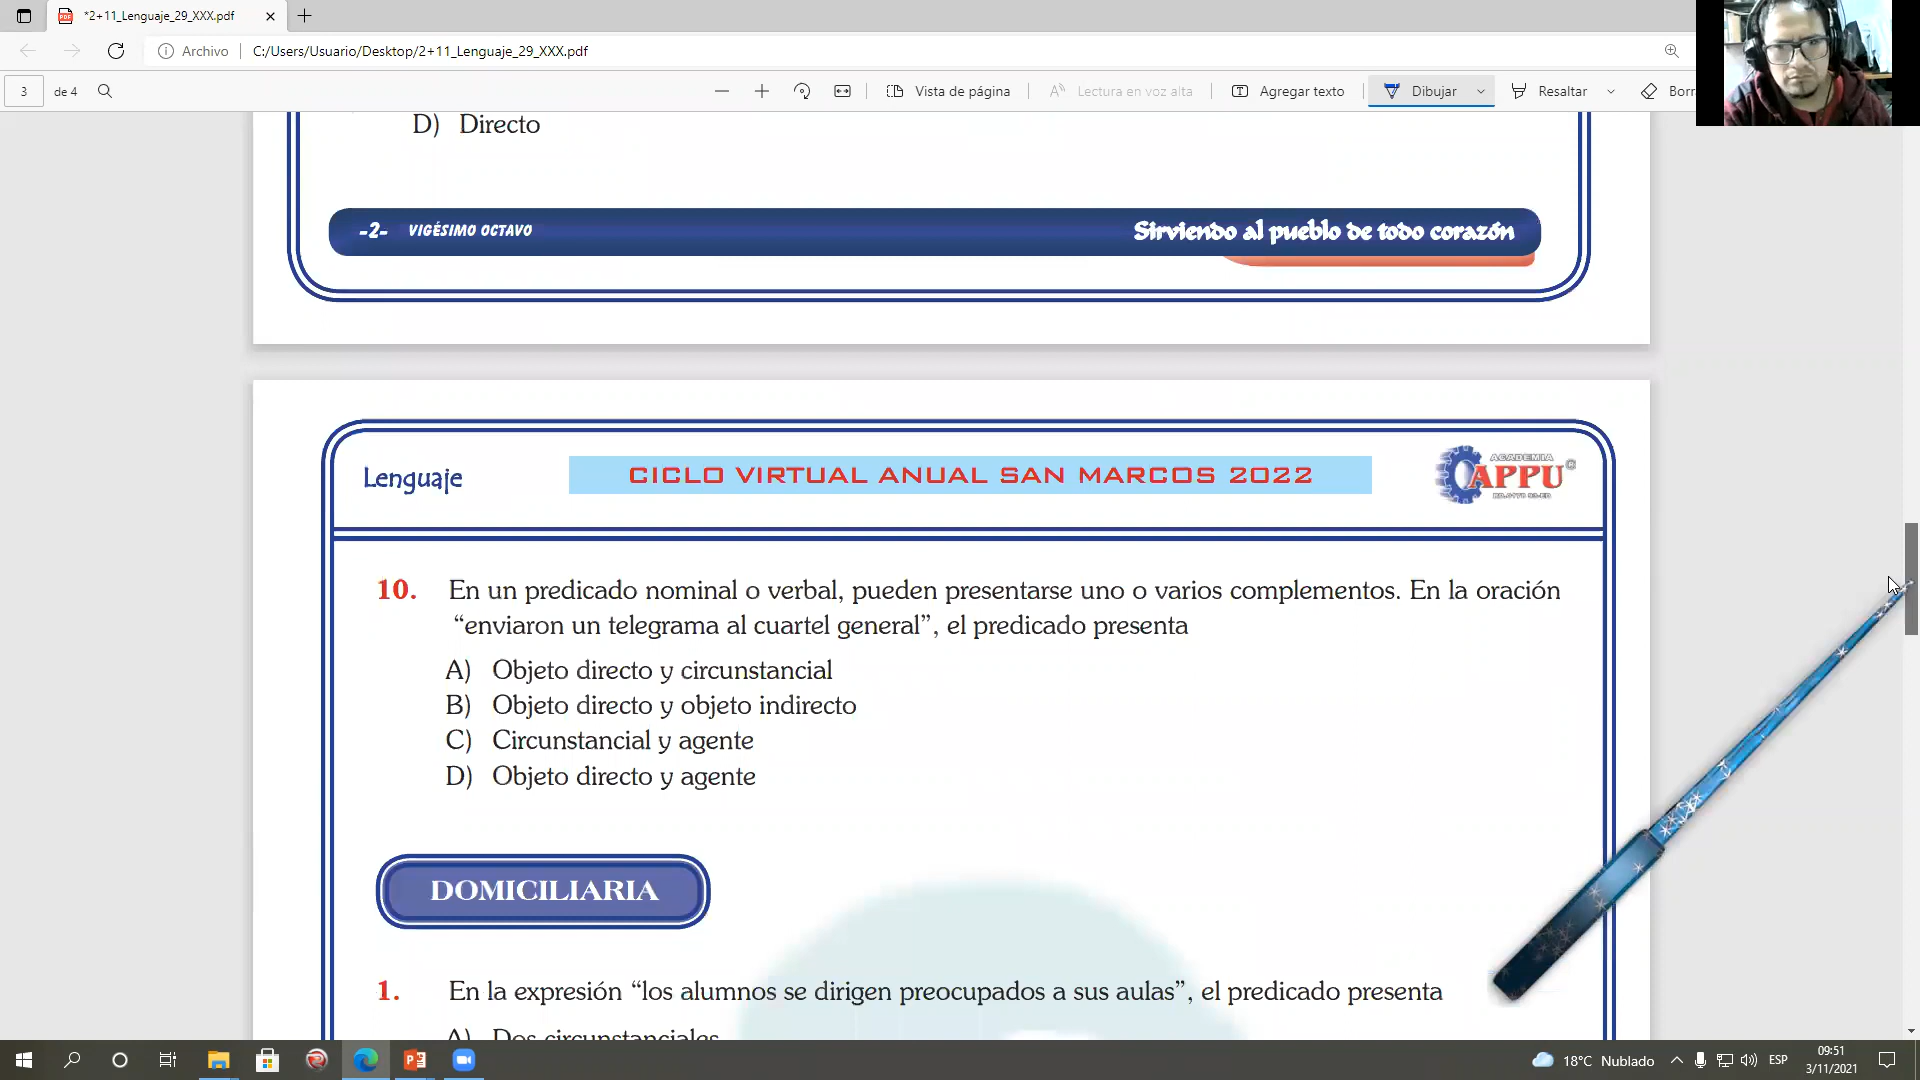 *2+11_Lenguaje_29_XXX.pdf
Archivo C:/Users/Usuario/Desktop/2+11_Lenguaje_29_XXX.pdf
3 de 4 Vista de página Lectura en voz alta Agregar texto Dibujar Resaltar Borr
D) Directo
-2- VIGÉSIMO OCTAVO Sirviendo al pueblo de todo corazón
Lenguaje CICLO VIRTUAL ANUAL SAN MARCOS 2022 ACADEMIA APPU
10. En un predicado nominal o verbal, pueden presentarse uno o varios complementos. En la oración
“enviaron un telegrama al cuartel general”, el predicado presenta
A) Objeto directo y circunstancial
B) Objeto directo y objeto indirecto
C) Circunstancial y agente
D) Objeto directo y agente
DOMICILIARIA
1. En la expresión “los alumnos se dirigen preocupados a sus aulas”, el predicado presenta
A) Dos circunstanciales
18°C Nublado ESP 09:51
3/11/2021